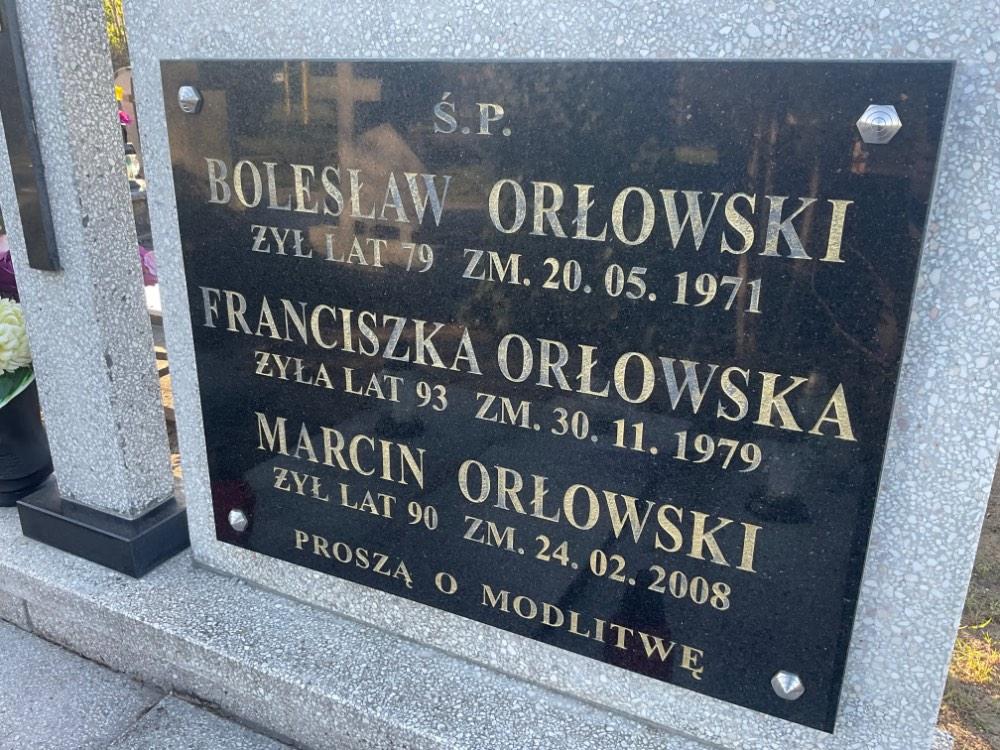 Ś.P.
BOLESŁAW ORŁOWSKI
ŻYŁ LAT 79 ZM. 20. 05. 1971
FRANCISZKA ORŁOWSKA
ŻYŁA LAT 93 ZM. 30. 11. 1979
MARCIN ORŁOWSKI
ŻYŁ LAT 90 ZM. 24. 02. 2008
PROSZĄ O MODLITWĘ